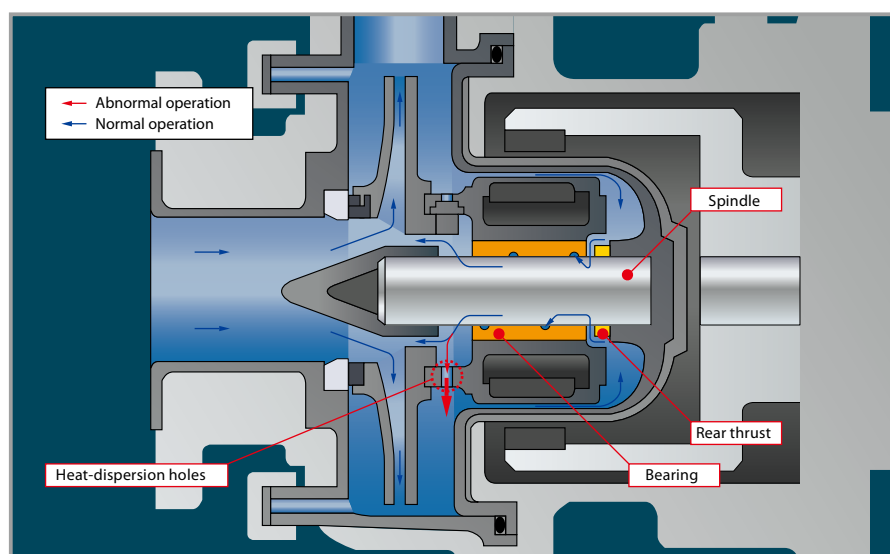 Abnormal operation
Normal operation
Spindle
Rear thrust
Heat-dispersion holes
Bearing